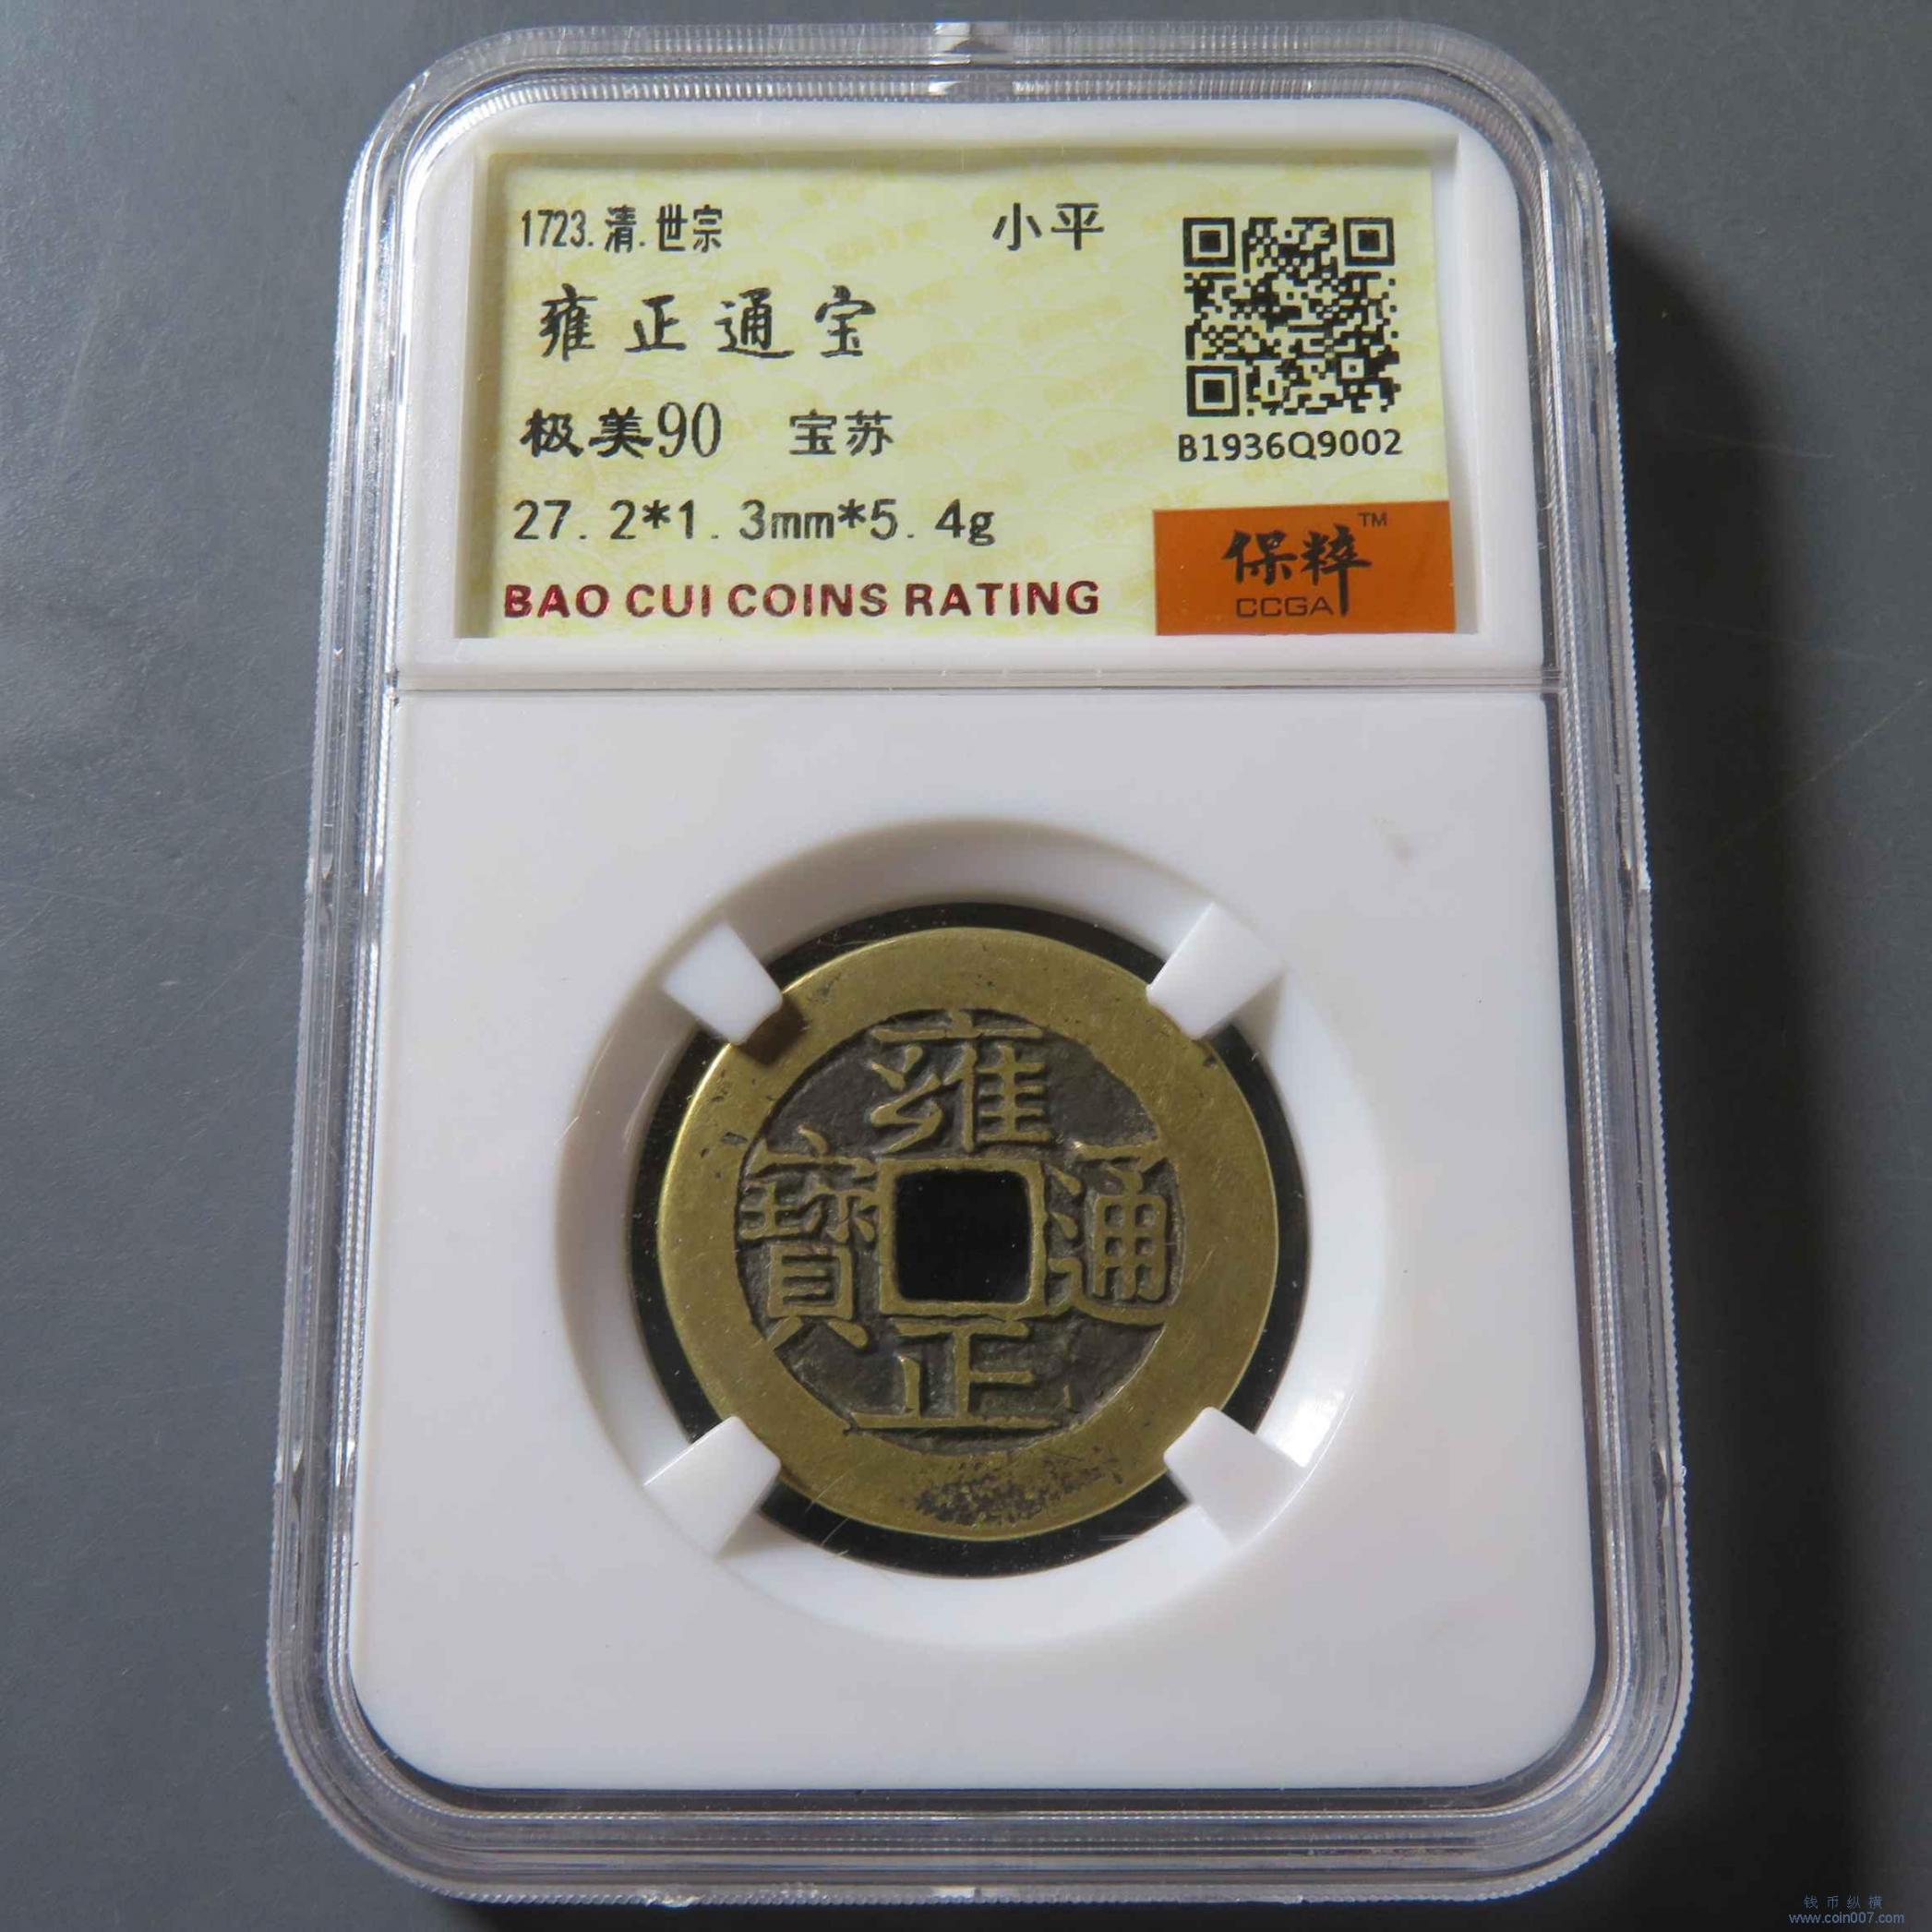 1723.清.世宗 小平
雍正通宝
极美90 宝苏
B1936Q9002
27.2*1.3mm*5.4g
保粹™
CCGA
BAO CUI COINS RATING
雍正通寶
钱币纵横
www.coin007.com